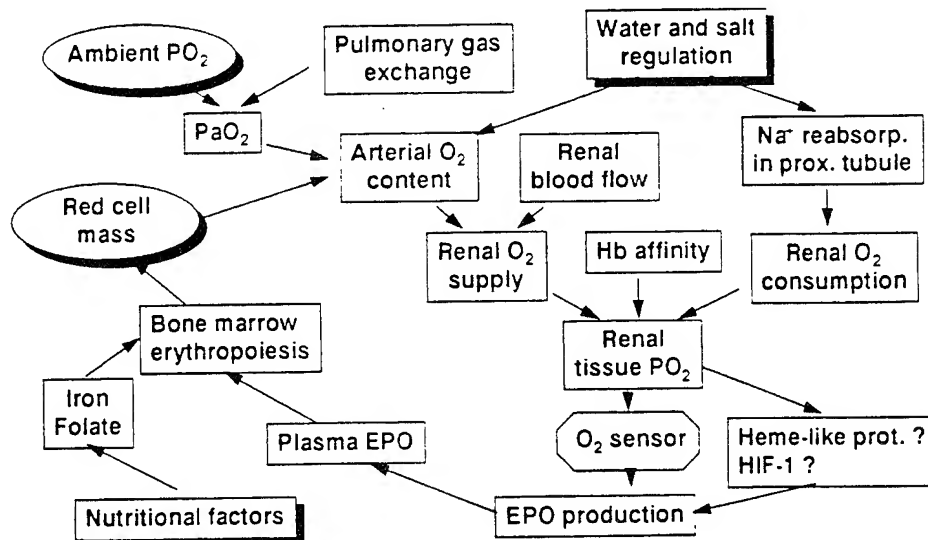 Ambient PO₂
Pulmonary gas
exchange
Water and salt
regulation
PaO₂
Arterial O₂
content
Renal
blood flow
Na⁺ reabsorp.
in prox. tubule
Red cell
mass
Renal O₂
supply
Hb affinity
Renal O₂
consumption
Bone marrow
erythropoiesis
Renal
tissue PO₂
Iron
Folate
Plasma EPO
O₂ sensor
Heme-like prot. ?
HIF-1 ?
Nutritional factors
EPO production